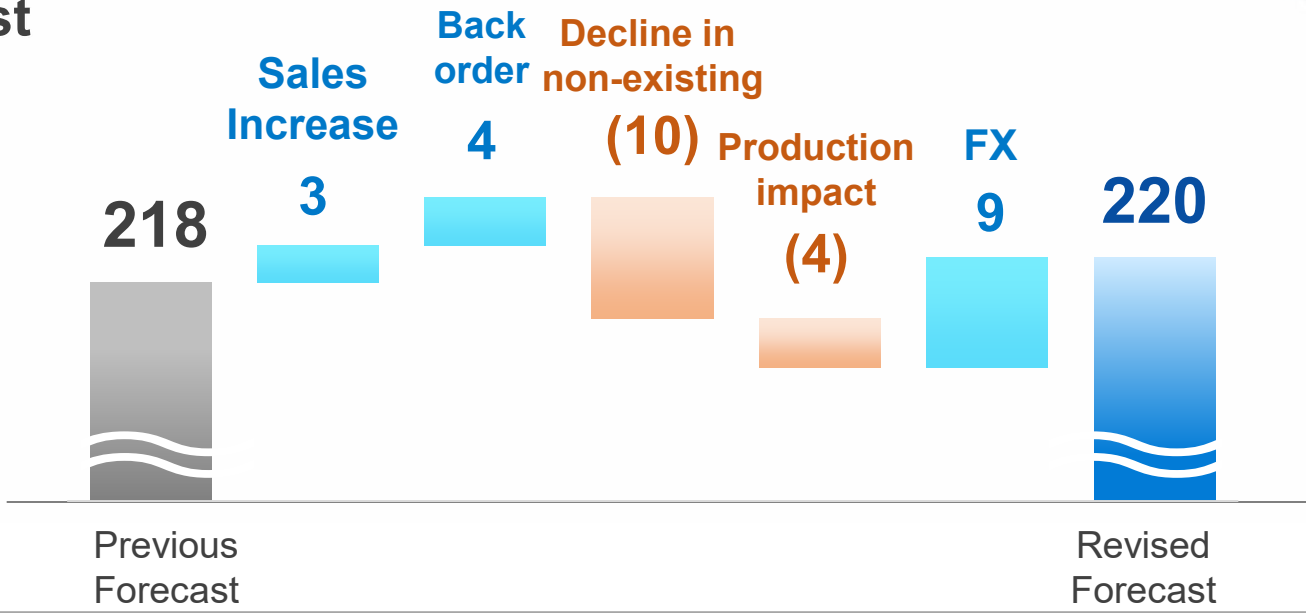 st
218
Sales
Increase
3
Back
order
4
Decline in
non-existing
(10)
Production
impact
(4)
FX
9
220
Previous
Forecast
Revised
Forecast